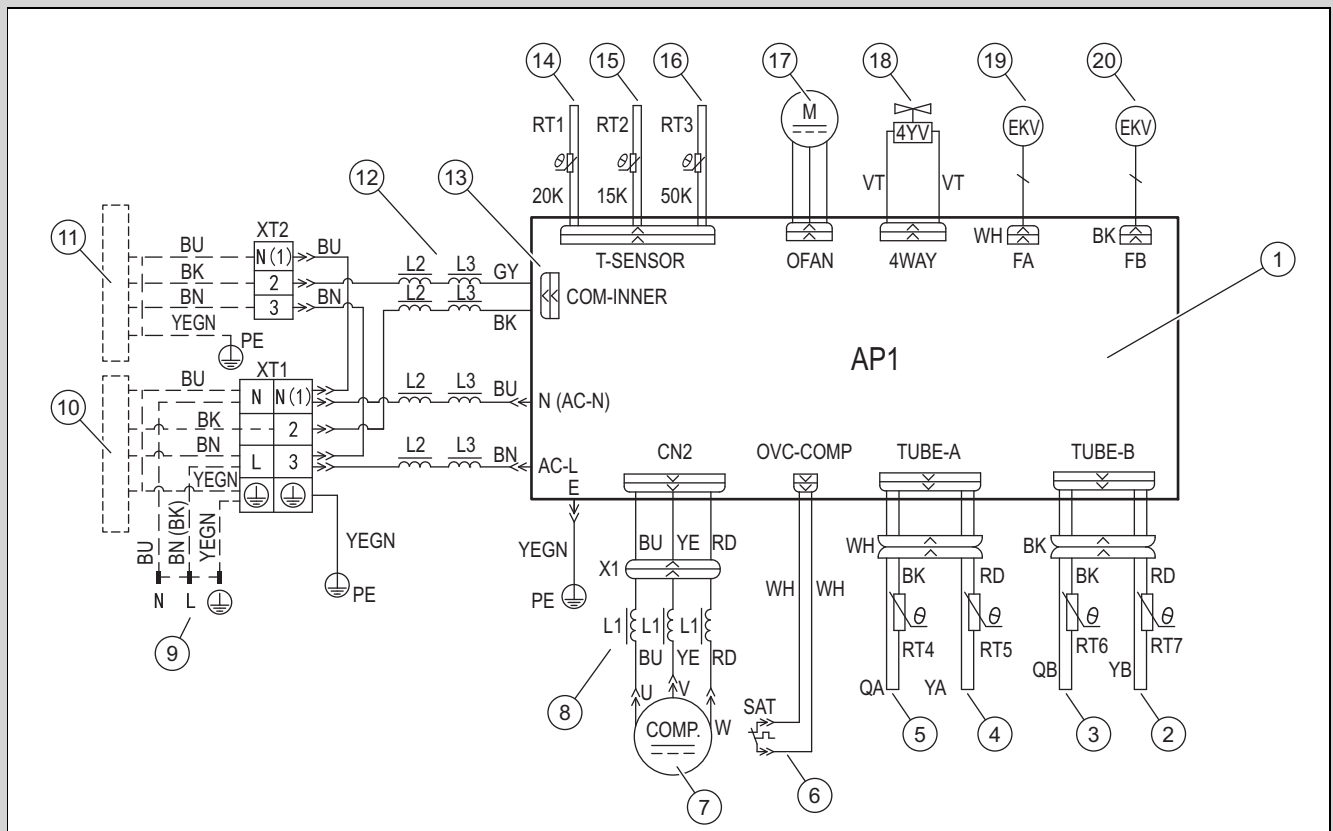 14 15 16 17 18 19 20
RT1 RT2 RT3 M 4YV EKV EKV
20K 15K 50K VT VT
12 13
11
XT2
BU N(1) BU
BK 2
BN 3 BN
YEGN
PE
L2 L3 GY
L2 L3
BK
T-SENSOR OFAN 4WAY WH FA BK FB
COM-INNER
1
AP1
10
XT1
BU N N(1) L2 L3 BU N (AC-N)
BK 2
BN L 3 L2 L3 BN AC-L
YEGN
E
CN2 OVC-COMP TUBE-A TUBE-B
BU BN (BK) YEGN
YEGN
PE
N L
9
YEGN
PE
BU YE RD
X1
L1 L1 L1
BU YE RD
8
U V W
COMP.
7
WH WH
SAT
6
WH
BK RD
θ θ
RT4 RT5
QA YA
5 4
BK
BK RD
θ θ
RT6 RT7
QB YB
3 2